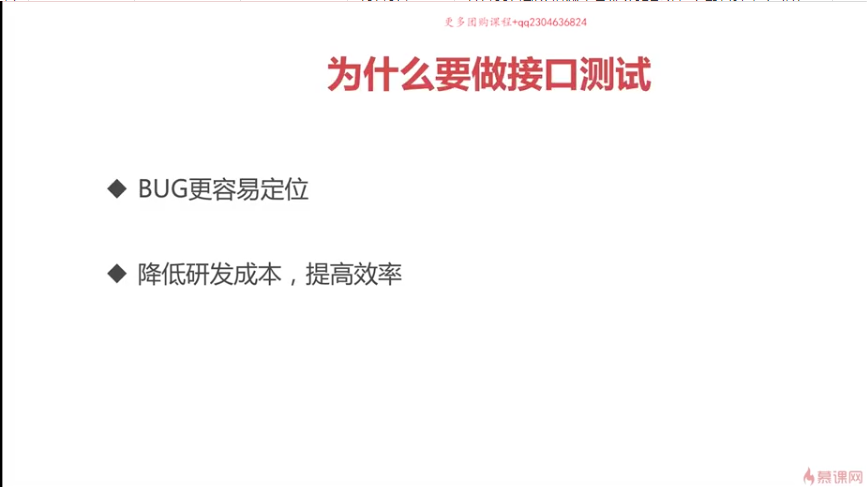 更多团购课程+qq2304636824
为什么要做接口测试
◆ BUG更容易定位
◆ 降低研发成本，提高效率
慕课网